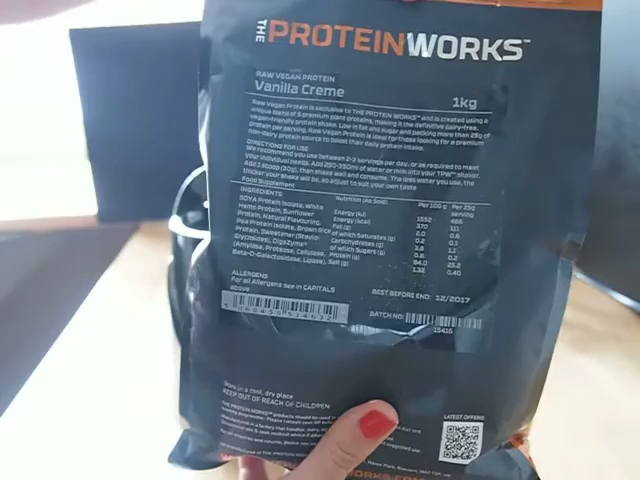 THE PROTEINWORKS™
RAW VEGAN PROTEIN
Vanilla Creme 1kg
Raw Vegan Protein is exclusive to THE PROTEIN WORKS™ and is created using a
unique blend of 5 premium plant proteins, making it the definitive dairy-free,
vegan-friendly protein shake. Low in fat and sugar and packing more than 25g of
protein per serving, Raw Vegan Protein is ideal for those looking for a premium
non-dairy protein source to boost their daily protein intake.
DIRECTIONS FOR USE
We recommend you use between 2-3 servings per day, or as required to meet
your individual needs. Add 250-350ml of water or milk into your TPW™ shaker.
Add 1 scoop (30g), then shake well and consume. The less water you use, the
thicker your shake will be, so adjust to suit your own taste
Food Supplement
INGREDIENTS
SOYA Protein Isolate, White
Hemp Protein, Sunflower
Protein, Natural Flavouring,
Pea Protein Isolate, Brown Rice
Protein, Sweetener (Steviol
Glycosides), DigeZyme®
(Amylase, Protease, Cellulase,
Beta-D-Galactosidase, Lipase),
Nutrition (As Sold) Per 100 g Per 25g serving
Energy (kJ) 1552 466
Energy (kcal) 370 111
Fat (g) 2.0 0.6
of which Saturates (g) 0.2 0.1
Carbohydrates (g) 3.8 1.1
of which Sugars (g) 0.6 0.2
Protein (g) 84.0 25.2
Salt (g) 1.32 0.40
ALLERGENS
For all Allergens see in CAPITALS
above
BEST BEFORE END: 12/2017
BATCH NO:
15415
Store in a cool, dry place
KEEP OUT OF REACH OF CHILDREN
THE PROTEIN WORKS™ products should be used in
LATEST OFFERS